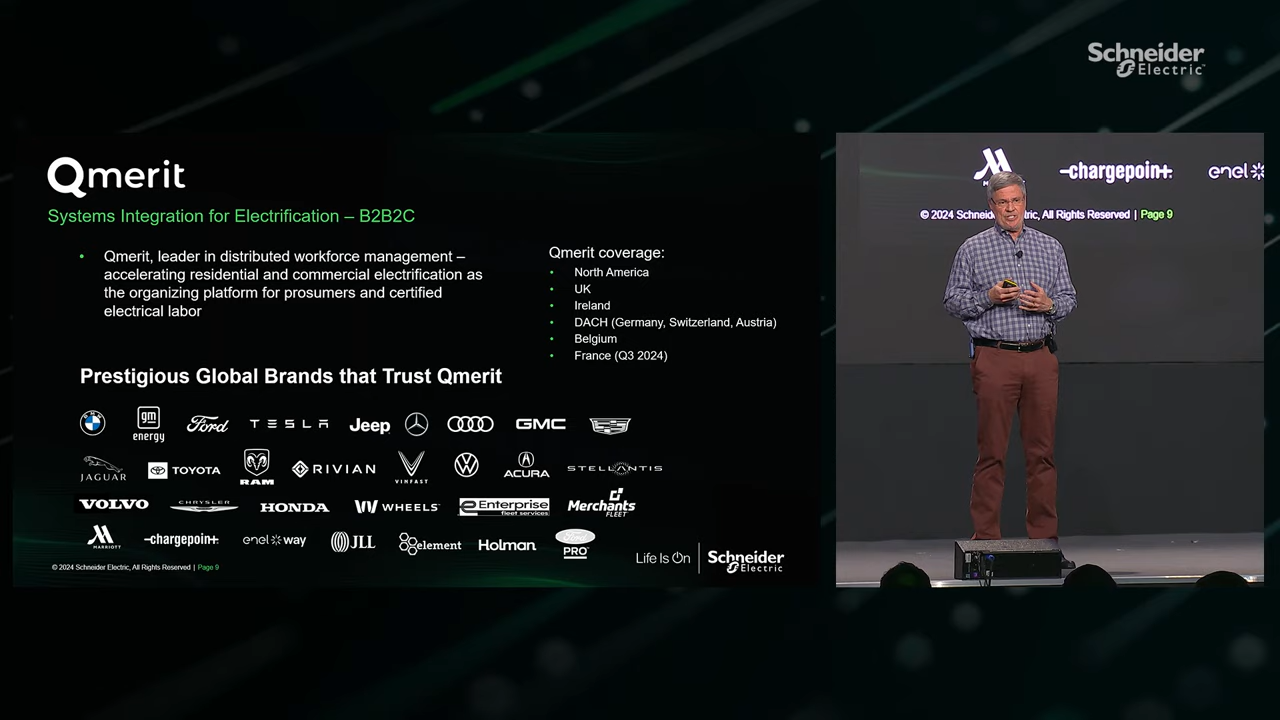 Schneider
Electric
Qmerit
Systems Integration for Electrification – B2B2C
• Qmerit, leader in distributed workforce management –
accelerating residential and commercial electrification as
the organizing platform for prosumers and certified
electrical labor
Qmerit coverage:
• North America
• UK
• Ireland
• DACH (Germany, Switzerland, Austria)
• Belgium
• France (Q3 2024)
Prestigious Global Brands that Trust Qmerit
BMW gm energy Ford TESLA Jeep GMC
JAGUAR TOYOTA RAM RIVIAN VINFAST ACURA STELLANTIS
VOLVO CHRYSLER HONDA WHEELS Enterprise fleet services Merchants FLEET
MARRIOTT chargepoin+. enel way JLL element Holman Ford PRO
© 2024 Schneider Electric, All Rights Reserved | Page 9
Life Is On | Schneider Electric
chargepoin+. enel
© 2024 Schneider Electric, All Rights Reserved | Page 9